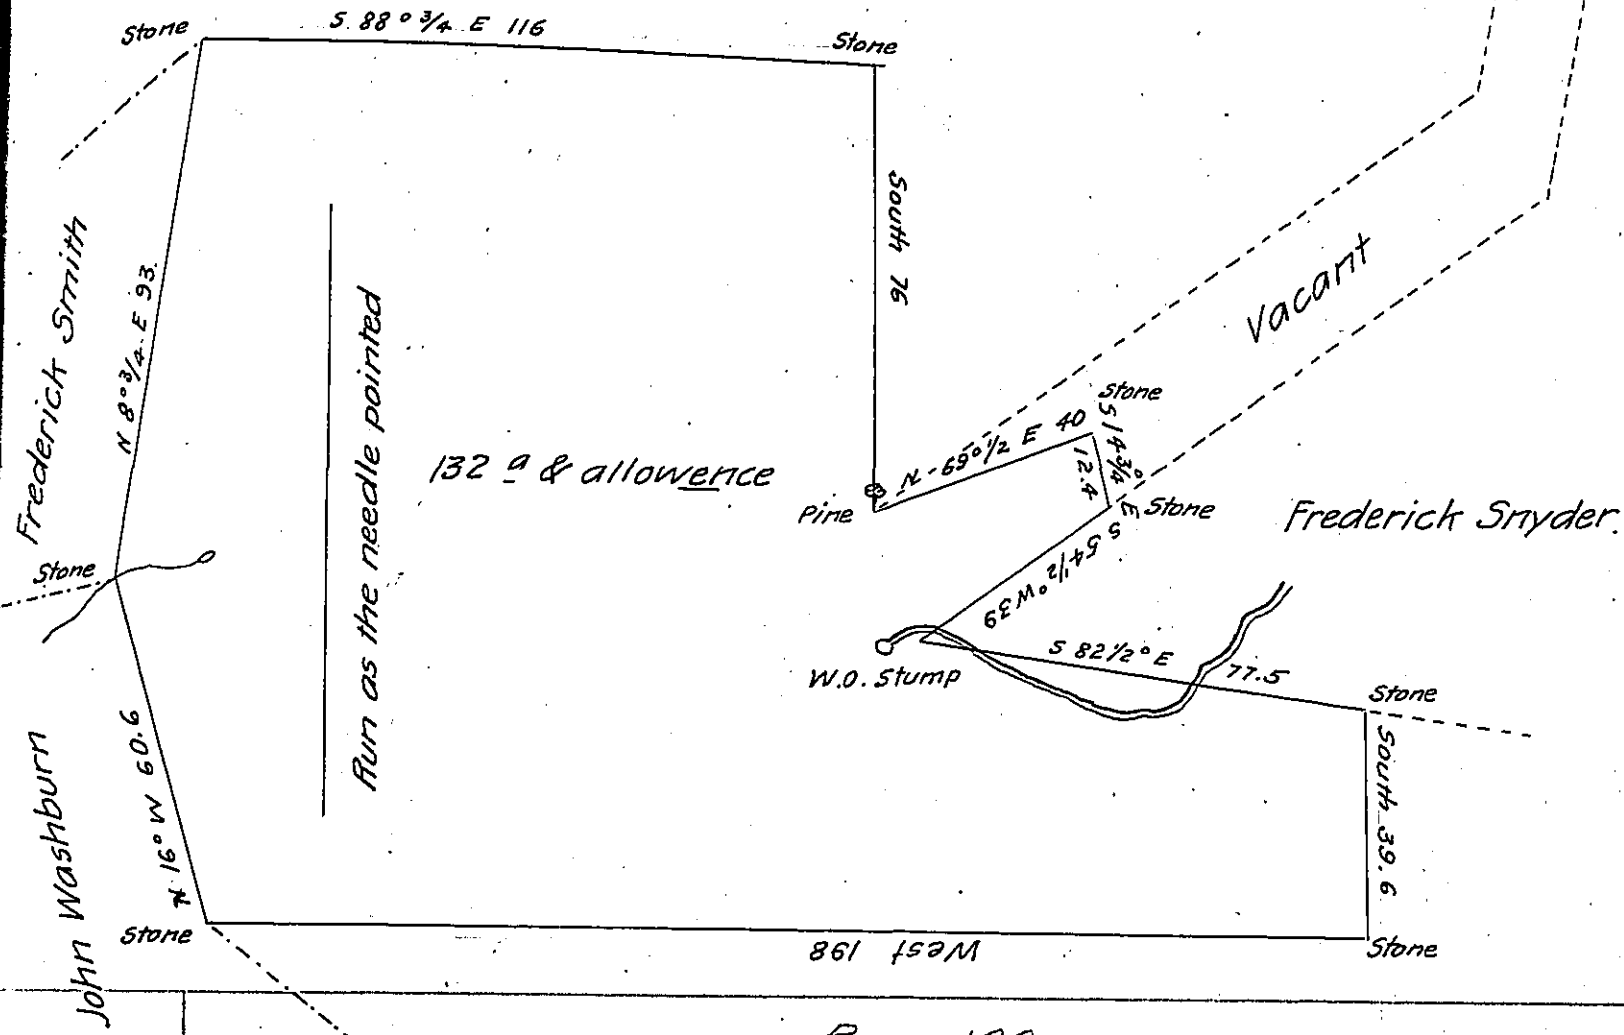 Stone
S. 88° 3/4 E 116
Stone
Frederick Smith
N 8° 3/4 E 93.
South 76
Run as the needle pointed
132 a & allowence
Vacant
Stone
N 69° 1/2 E 40
S 14 3/4° E
12.4
Pine
Stone
Frederick Snyder.
Stone
S 54 1/2° W 39
S 82 1/2° E 77.5
W.O. Stump
Stone
South 39.6
John Washburn
N 16° W 60.6
Stone
West 198
Stone